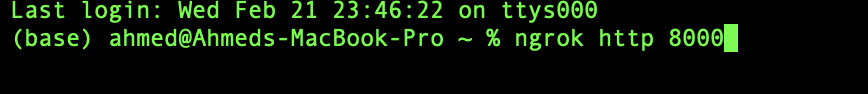 Last login: Wed Feb 21 23:46:22 on ttys000
(base) ahmed@Ahmeds-MacBook-Pro ~ % ngrok http 8000